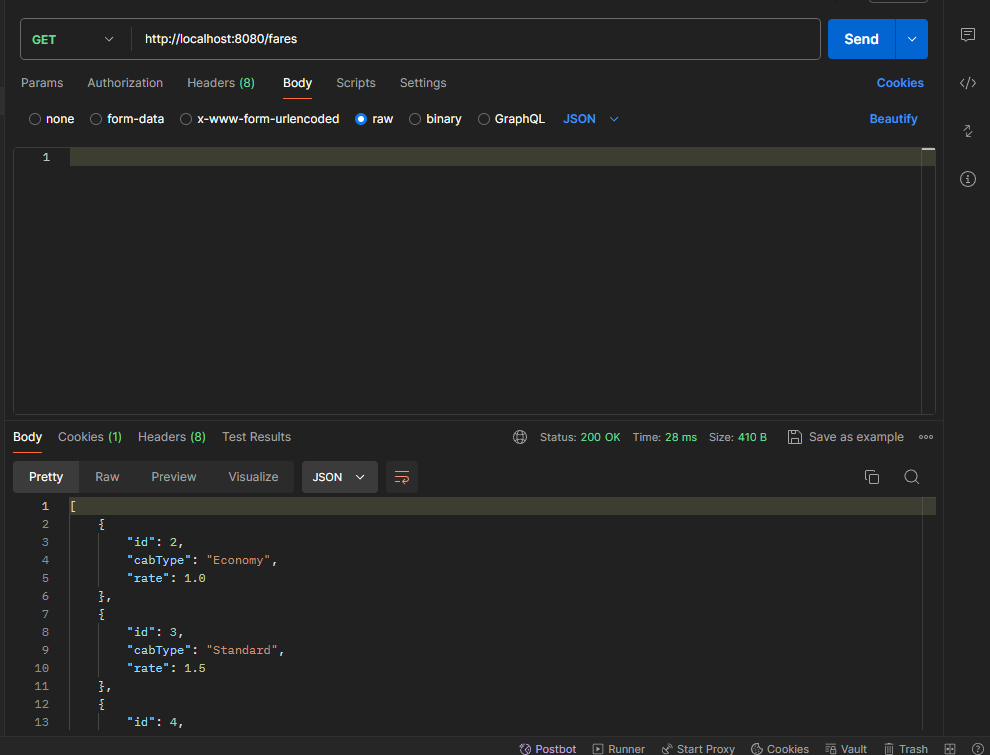 GET http://localhost:8080/fares Send
Params Authorization Headers (8) Body Scripts Settings Cookies
none form-data x-www-form-urlencoded raw binary GraphQL JSON Beautify
1
Body Cookies (1) Headers (8) Test Results Status: 200 OK Time: 28 ms Size: 410 B Save as example
Pretty Raw Preview Visualize JSON
1 [
2 {
3 "id": 2,
4 "cabType": "Economy",
5 "rate": 1.0
6 },
7 {
8 "id": 3,
9 "cabType": "Standard",
10 "rate": 1.5
11 },
12 {
13 "id": 4,
Postbot Runner Start Proxy Cookies Vault Trash